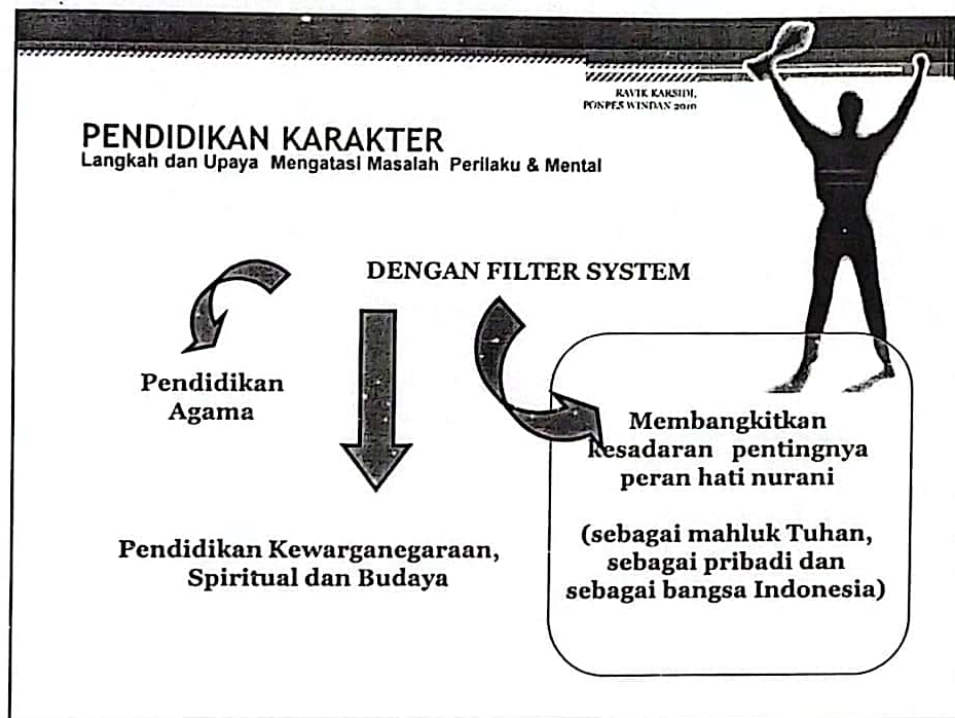 RAVIK KARSIDI,
PONPES WINDAN 2010
PENDIDIKAN KARAKTER
Langkah dan Upaya Mengatasi Masalah Perilaku & Mental
DENGAN FILTER SYSTEM
Pendidikan
Agama
Pendidikan Kewarganegaraan,
Spiritual dan Budaya
Membangkitkan
kesadaran pentingnya
peran hati nurani
(sebagai mahluk Tuhan,
sebagai pribadi dan
sebagai bangsa Indonesia)